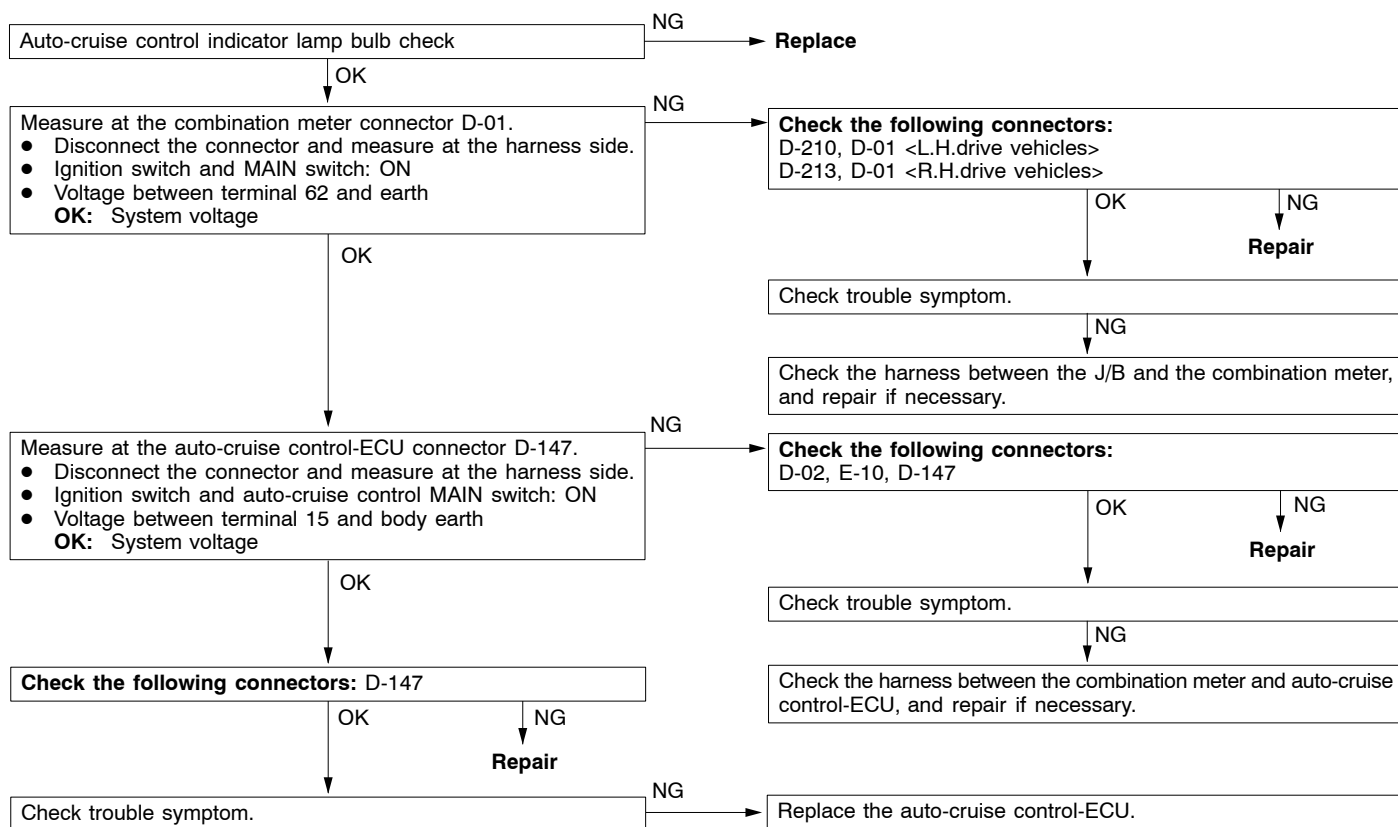 NG
Auto-cruise control indicator lamp bulb check
Replace
OK
NG
Measure at the combination meter connector D-01.
● Disconnect the connector and measure at the harness side.
● Ignition switch and MAIN switch: ON
● Voltage between terminal 62 and earth
OK: System voltage
Check the following connectors:
D-210, D-01 <L.H.drive vehicles>
D-213, D-01 <R.H.drive vehicles>
OK
NG
Repair
OK
Check trouble symptom.
NG
Check the harness between the J/B and the combination meter,
and repair if necessary.
NG
Measure at the auto-cruise control-ECU connector D-147.
● Disconnect the connector and measure at the harness side.
● Ignition switch and auto-cruise control MAIN switch: ON
● Voltage between terminal 15 and body earth
OK: System voltage
Check the following connectors:
D-02, E-10, D-147
OK
NG
Repair
OK
Check trouble symptom.
NG
Check the harness between the combination meter and auto-cruise
control-ECU, and repair if necessary.
Check the following connectors: D-147
OK
NG
Repair
NG
Check trouble symptom.
Replace the auto-cruise control-ECU.